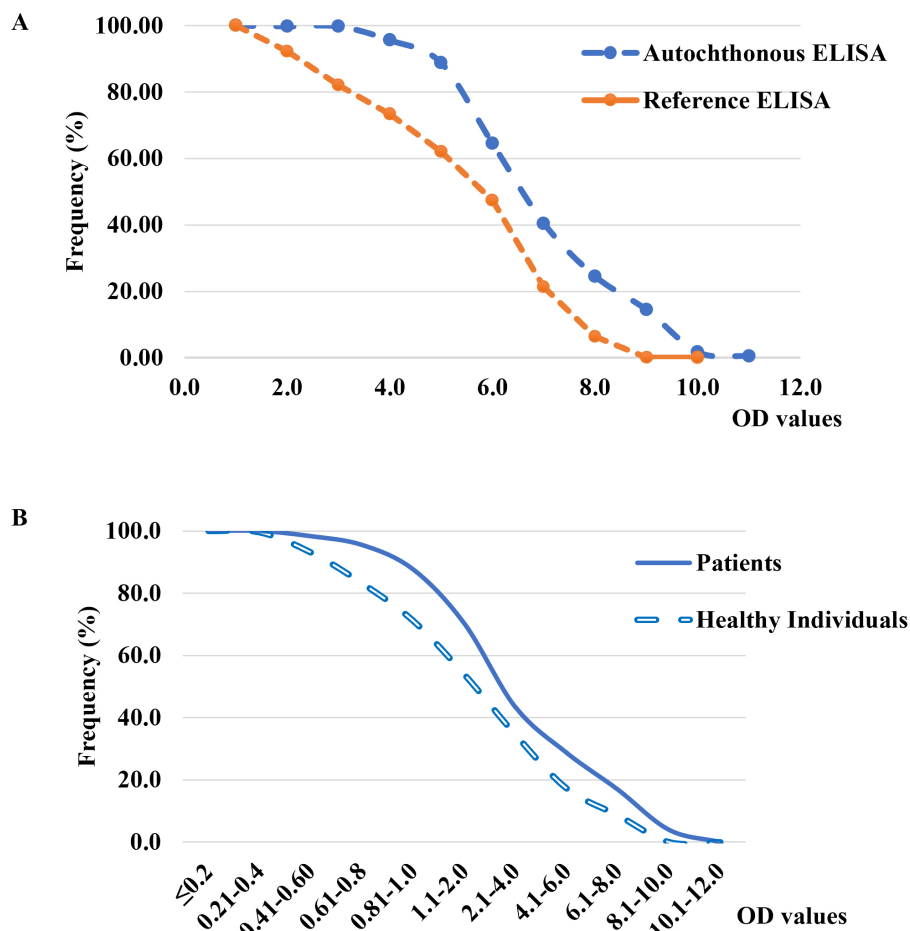 A
100.00
80.00
60.00
40.00
20.00
0.00
Frequency (%)
Autochthonous ELISA
Reference ELISA
0.0 2.0 4.0 6.0 8.0 10.0 12.0
OD values
B
100.0
80.0
60.0
40.0
20.0
0.0
Frequency (%)
Patients
Healthy Individuals
≤0.2 0.21-0.4 0.41-0.60 0.61-0.8 0.81-1.0 1.1-2.0 2.1-4.0 4.1-6.0 6.1-8.0 8.1-10.0 10.1-12.0
OD values